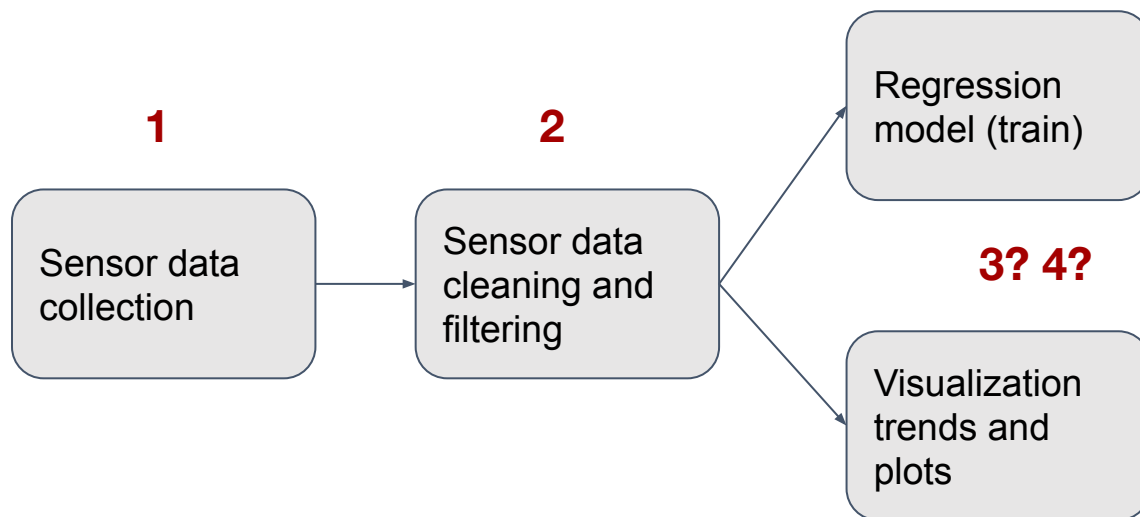 1
2
Regression
model (train)
Sensor data
collection
Sensor data
cleaning and
filtering
3? 4?
Visualization
trends and
plots